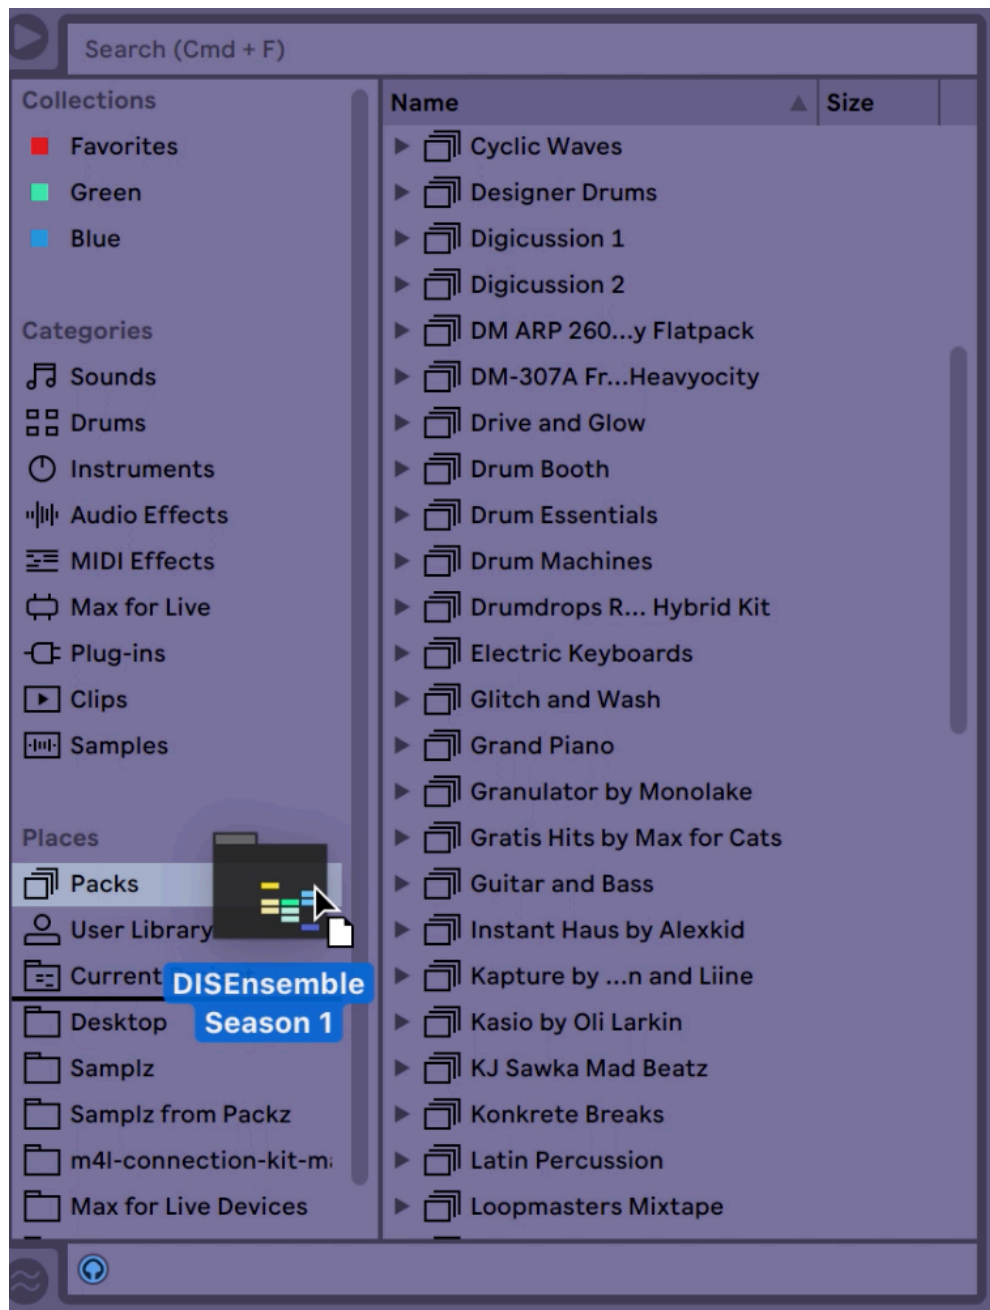 Search (Cmd + F)
Collections
Favorites
Green
Blue
Categories
Sounds
Drums
Instruments
Audio Effects
MIDI Effects
Max for Live
Plug-ins
Clips
Samples
Places
Packs
User Library
Current
DISEnsemble
Season 1
Desktop
Samplz
Samplz from Packz
m4l-connection-kit-ma
Max for Live Devices
Name
Size
Cyclic Waves
Designer Drums
Digicussion 1
Digicussion 2
DM ARP 260...y Flatpack
DM-307A Fr...Heavyocity
Drive and Glow
Drum Booth
Drum Essentials
Drum Machines
Drumdrops R... Hybrid Kit
Electric Keyboards
Glitch and Wash
Grand Piano
Granulator by Monolake
Gratis Hits by Max for Cats
Guitar and Bass
Instant Haus by Alexkid
Kapture by ...n and Liine
Kasio by Oli Larkin
KJ Sawka Mad Beatz
Konkrete Breaks
Latin Percussion
Loopmasters Mixtape